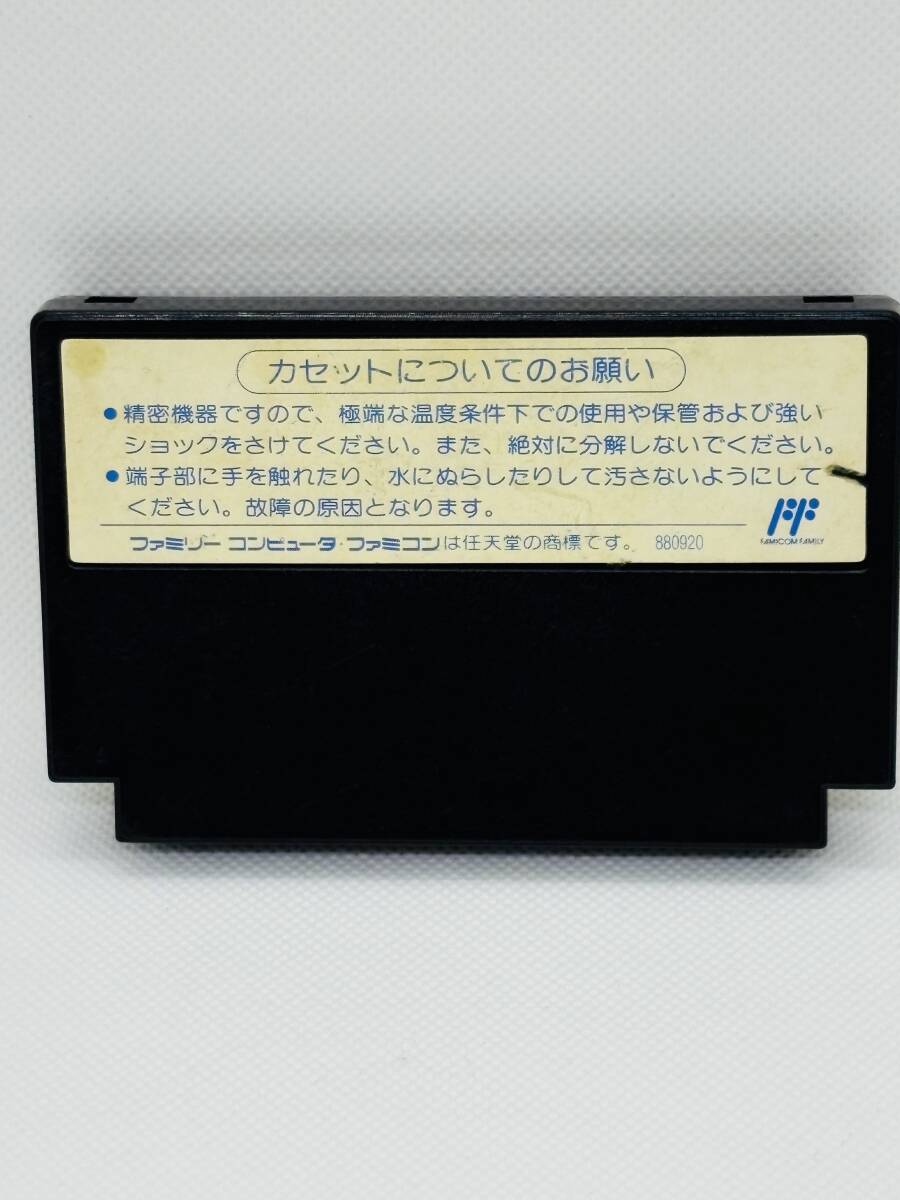 カセットについてのお願い
●精密機器ですので、極端な温度条件下での使用や保管および強い
ショックをさけてください。また、絶対に分解しないでください。
●端子部に手を触れたり、水にぬらしたりして汚さないようにして
ください。故障の原因となります。
FAMICOM FAMILY
ファミリー コンピュータ・ファミコンは任天堂の商標です。 880920